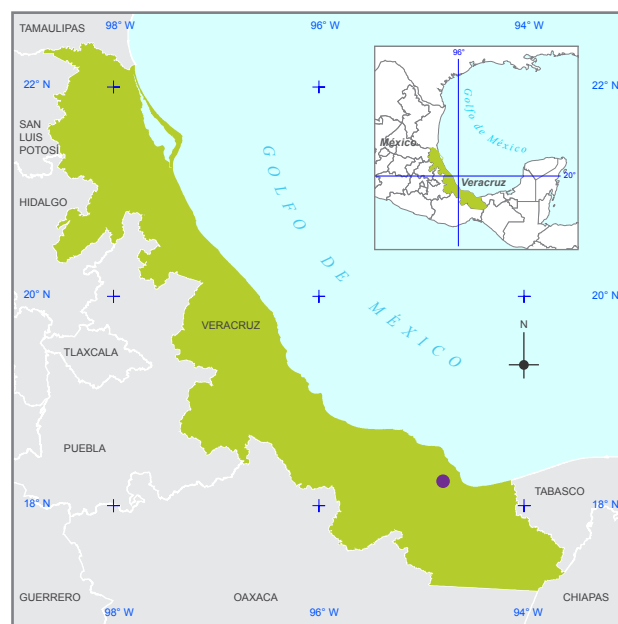 98° W
96° W
94° W
TAMAULIPAS
22° N
22° N
96°
Golfo de México
México
20°
Veracruz
SAN
LUIS
POTOSÍ
HIDALGO
GOLFO DE MÉXICO
20° N
20° N
VERACRUZ
N
TLAXCALA
PUEBLA
TABASCO
18° N
18° N
GUERRERO
OAXACA
CHIAPAS
98° W
96° W
94° W